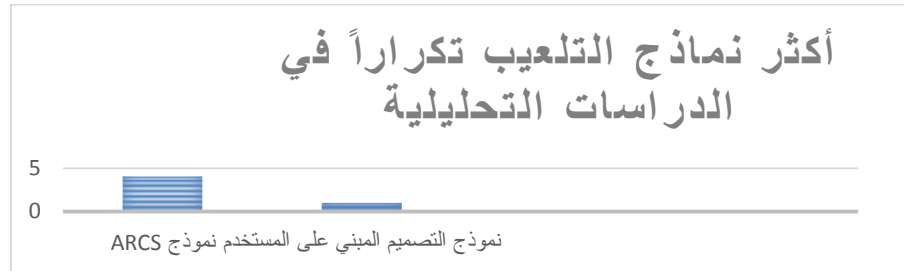 أكثر نماذج التلعيب تكراراً في
الدراسات التحليلية
5
0
نموذج التصميم المبني على المستخدم نموذج ARCS